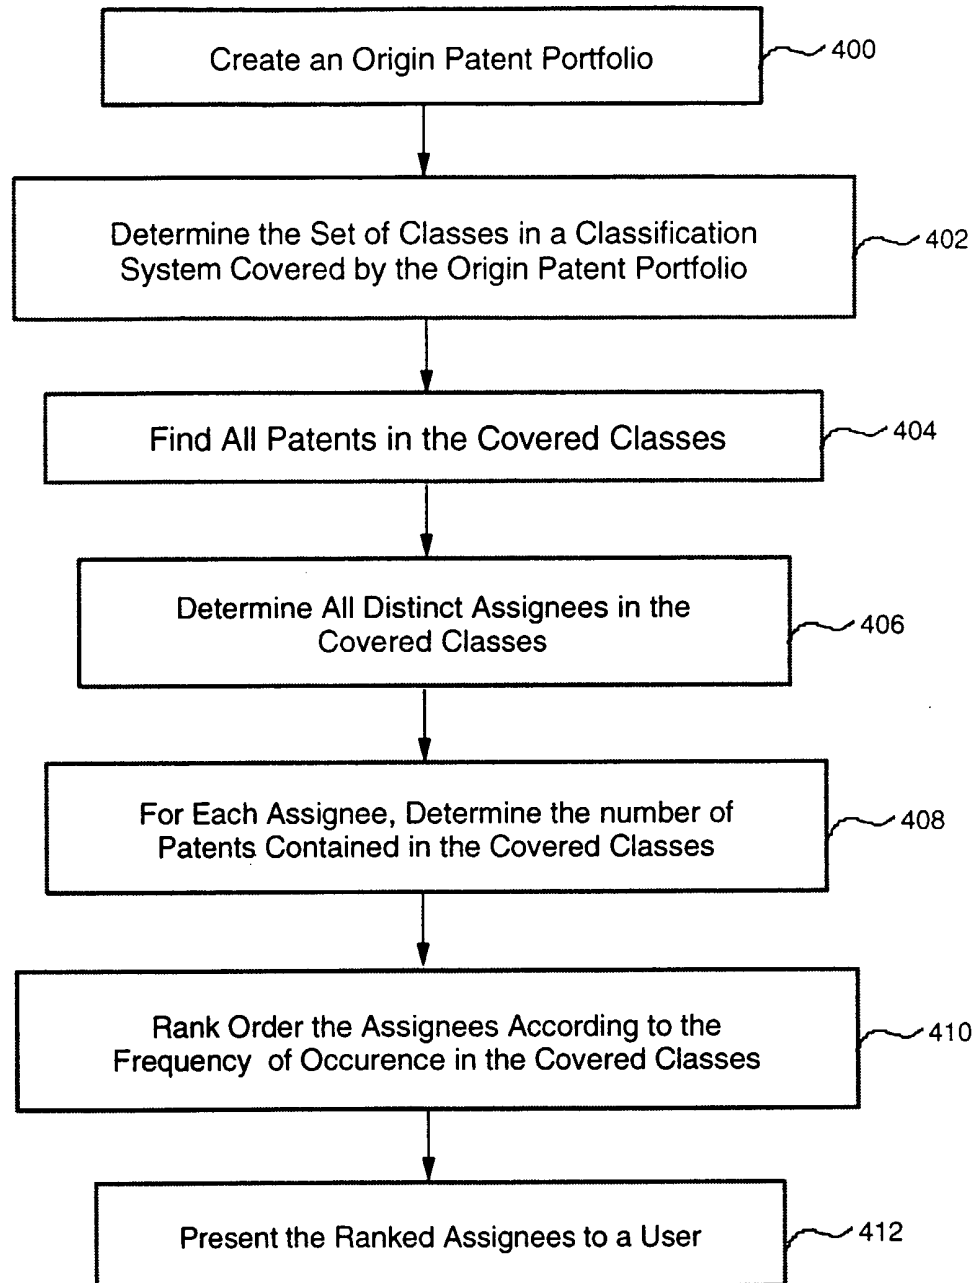 Create an Origin Patent Portfolio
400
Determine the Set of Classes in a Classification
System Covered by the Origin Patent Portfolio
402
Find All Patents in the Covered Classes
404
Determine All Distinct Assignees in the
Covered Classes
406
For Each Assignee, Determine the number of
Patents Contained in the Covered Classes
408
Rank Order the Assignees According to the
Frequency of Occurence in the Covered Classes
410
Present the Ranked Assignees to a User
412